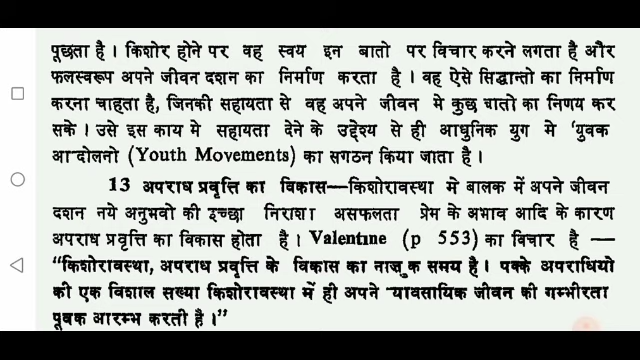 पूछता है । किशोर होने पर वह स्वय इन बातो पर विचार करने लगता है और
फलस्वरूप अपने जीवन दशन का निर्माण करता है । वह ऐसे सिद्धान्तो का निर्माण
करना चाहता है, जिनकी सहायता से वह अपने जीवन मे कुछ बातो का निणय कर
सके । उसे इस काय मे सहायता देने के उद्देश्य से ही आधुनिक युग मे 'युवक
आ दोलनो (Youth Movements) का सगठन किया जाता है ।
13 अपराध प्रवृत्ति का विकास—किशोरावस्था मे बालक में अपने जीवन
दशन नये अनुभवो की इच्छा निराशा असफलता प्रेम के अभाव आदि के कारण
अपराध प्रवृत्ति का विकास होता है । Valentine (p 553) का विचार है —
"किशोरावस्था, अपराध प्रवृत्ति के विकास का नाज़ुक समय है । पक्के अपराधियो
की एक विशाल सख्या किशोरावस्था में ही अपने यावसायिक जीवन की गम्भीरता
पूवक आरम्भ करती है ।"